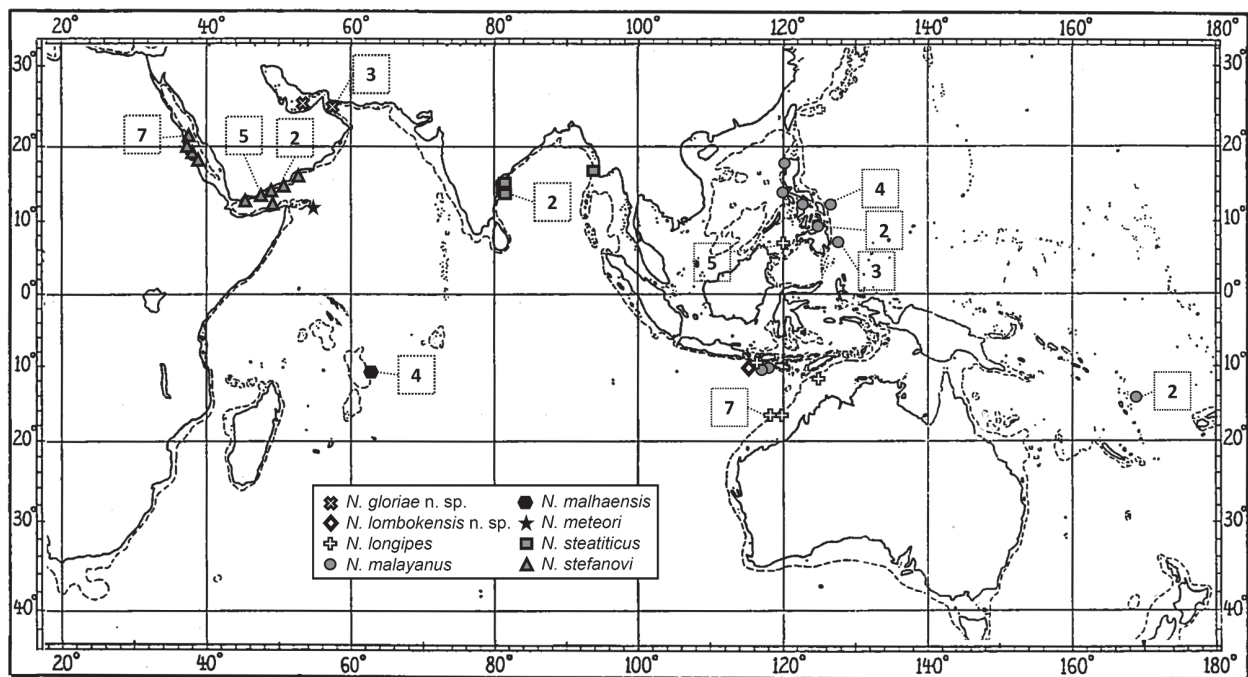 20° 40° 60° 80° 100° 120° 140° 160° 180°
30° 30°
3
7 5 2
20° 20°
4
2
10° 10°
2
5 3
0° 0°
10° 10°
4
7 2
20° 20°
N. gloriae n. sp. N. malhaensis
N. lombokensis n. sp. N. meteori
N. longipes N. steatiticus
N. malayanus N. stefanovi
30° 30°
40° 40°
20° 40° 60° 80° 100° 120° 140° 160° 180°